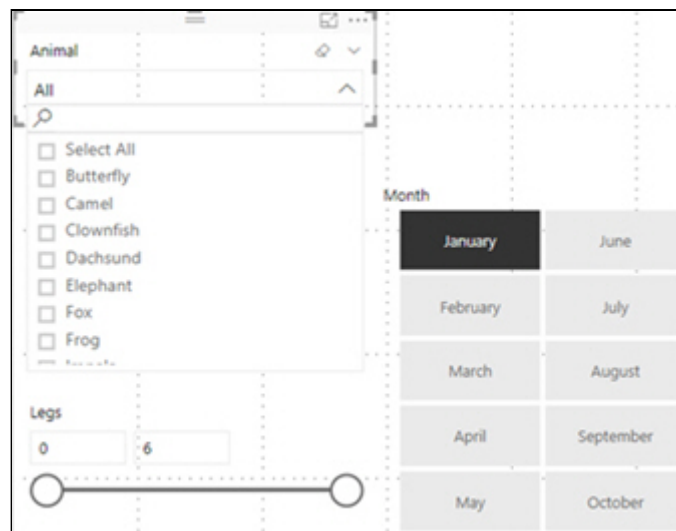 Animal
All
Select All
Butterfly
Camel
Clownfish
Dachsund
Elephant
Fox
Frog
Legs
0 6
Month
January June
February July
March August
April September
May October